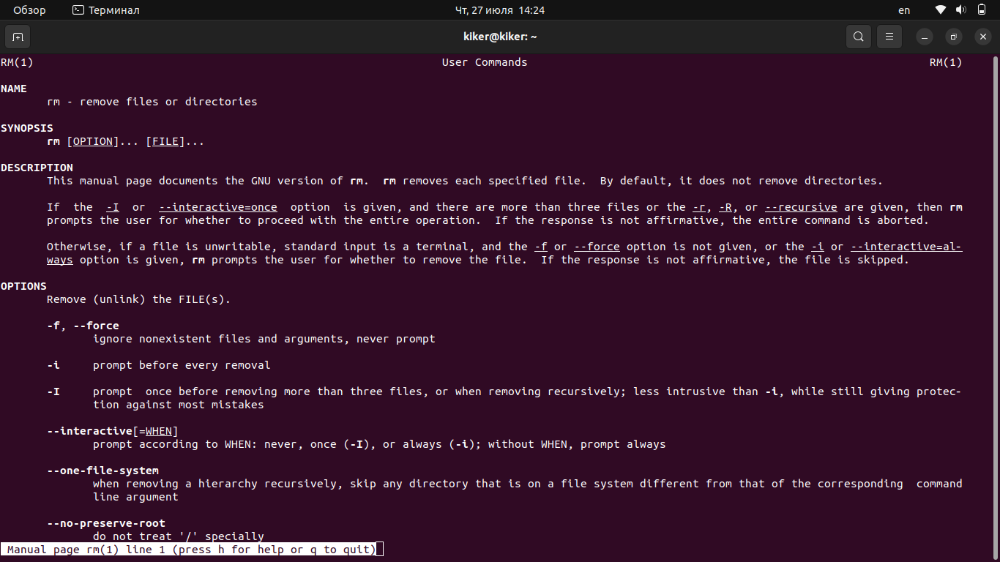 Обзор Терминал Чт, 27 июля 14:24 en
kiker@kiker: ~
RM(1) User Commands RM(1)
NAME
rm - remove files or directories
SYNOPSIS
rm [OPTION]... [FILE]...
DESCRIPTION
This manual page documents the GNU version of rm. rm removes each specified file. By default, it does not remove directories.
If the -I or --interactive=once option is given, and there are more than three files or the -r, -R, or --recursive are given, then rm
prompts the user for whether to proceed with the entire operation. If the response is not affirmative, the entire command is aborted.
Otherwise, if a file is unwritable, standard input is a terminal, and the -f or --force option is not given, or the -i or --interactive=al-
ways option is given, rm prompts the user for whether to remove the file. If the response is not affirmative, the file is skipped.
OPTIONS
Remove (unlink) the FILE(s).
-f, --force
ignore nonexistent files and arguments, never prompt
-i prompt before every removal
-I prompt once before removing more than three files, or when removing recursively; less intrusive than -i, while still giving protec-
tion against most mistakes
--interactive[=WHEN]
prompt according to WHEN: never, once (-I), or always (-i); without WHEN, prompt always
--one-file-system
when removing a hierarchy recursively, skip any directory that is on a file system different from that of the corresponding command
line argument
--no-preserve-root
do not treat '/' specially
Manual page rm(1) line 1 (press h for help or q to quit)